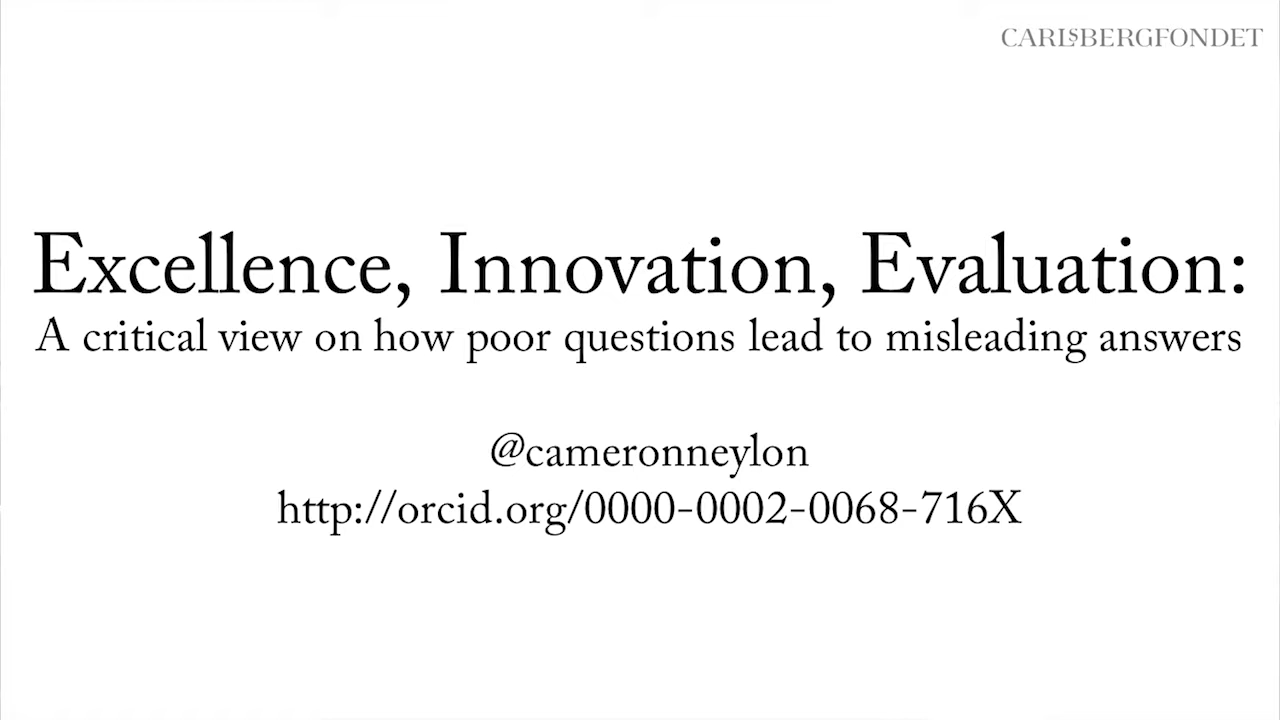 CARLSBERGFONDET
Excellence, Innovation, Evaluation:
A critical view on how poor questions lead to misleading answers
@cameronneylon
http://orcid.org/0000-0002-0068-716X